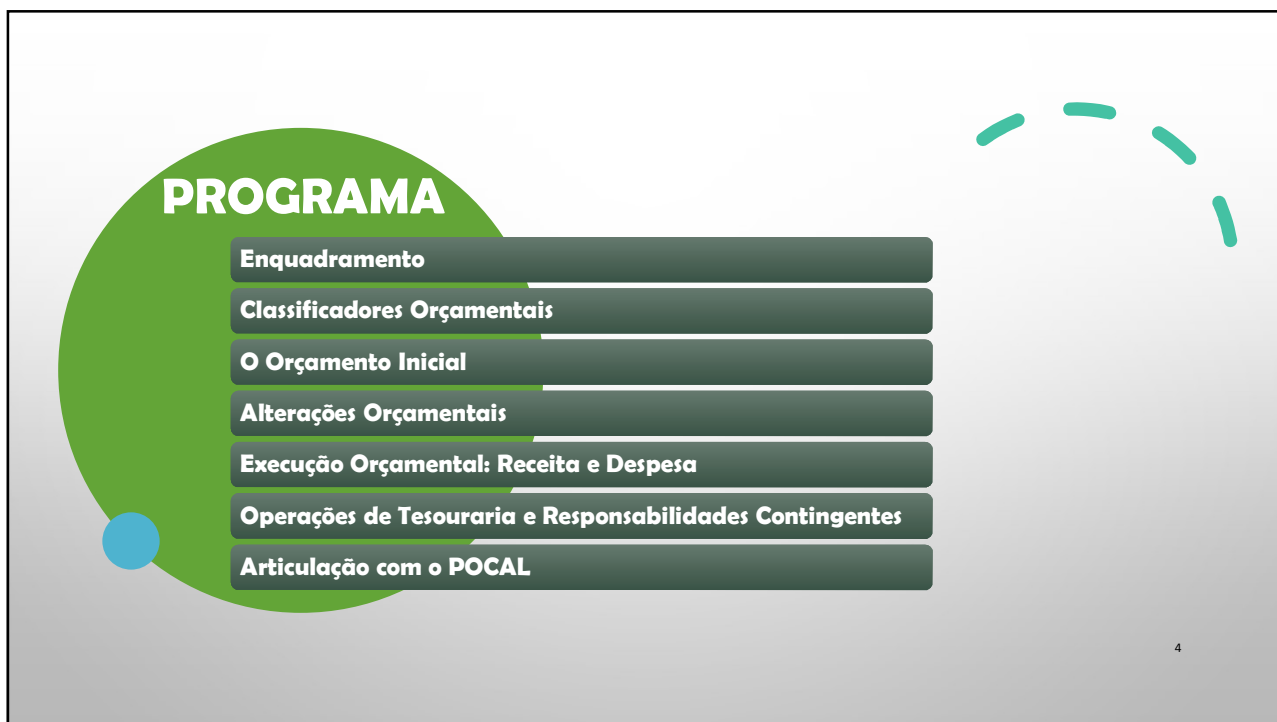 PROGRAMA
Enquadramento
Classificadores Orçamentais
O Orçamento Inicial
Alterações Orçamentais
Execução Orçamental: Receita e Despesa
Operações de Tesouraria e Responsabilidades Contingentes
Articulação com o POCAL
4